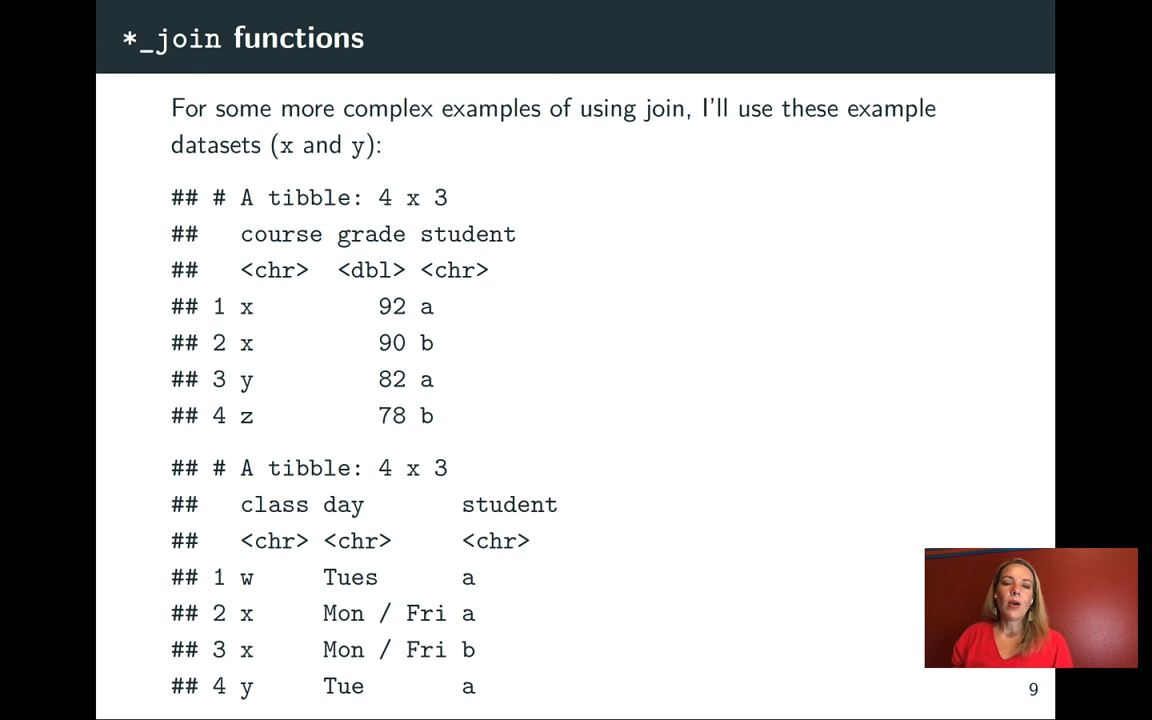 *_join functions
For some more complex examples of using join, I'll use these example
datasets (x and y):
## # A tibble: 4 x 3
##   course grade student
##   <chr>  <dbl> <chr>
## 1 x         92 a
## 2 x         90 b
## 3 y         82 a
## 4 z         78 b
## # A tibble: 4 x 3
##   class day       student
##   <chr> <chr>     <chr>
## 1 w     Tues      a
## 2 x     Mon / Fri a
## 3 x     Mon / Fri b
## 4 y     Tue       a
9